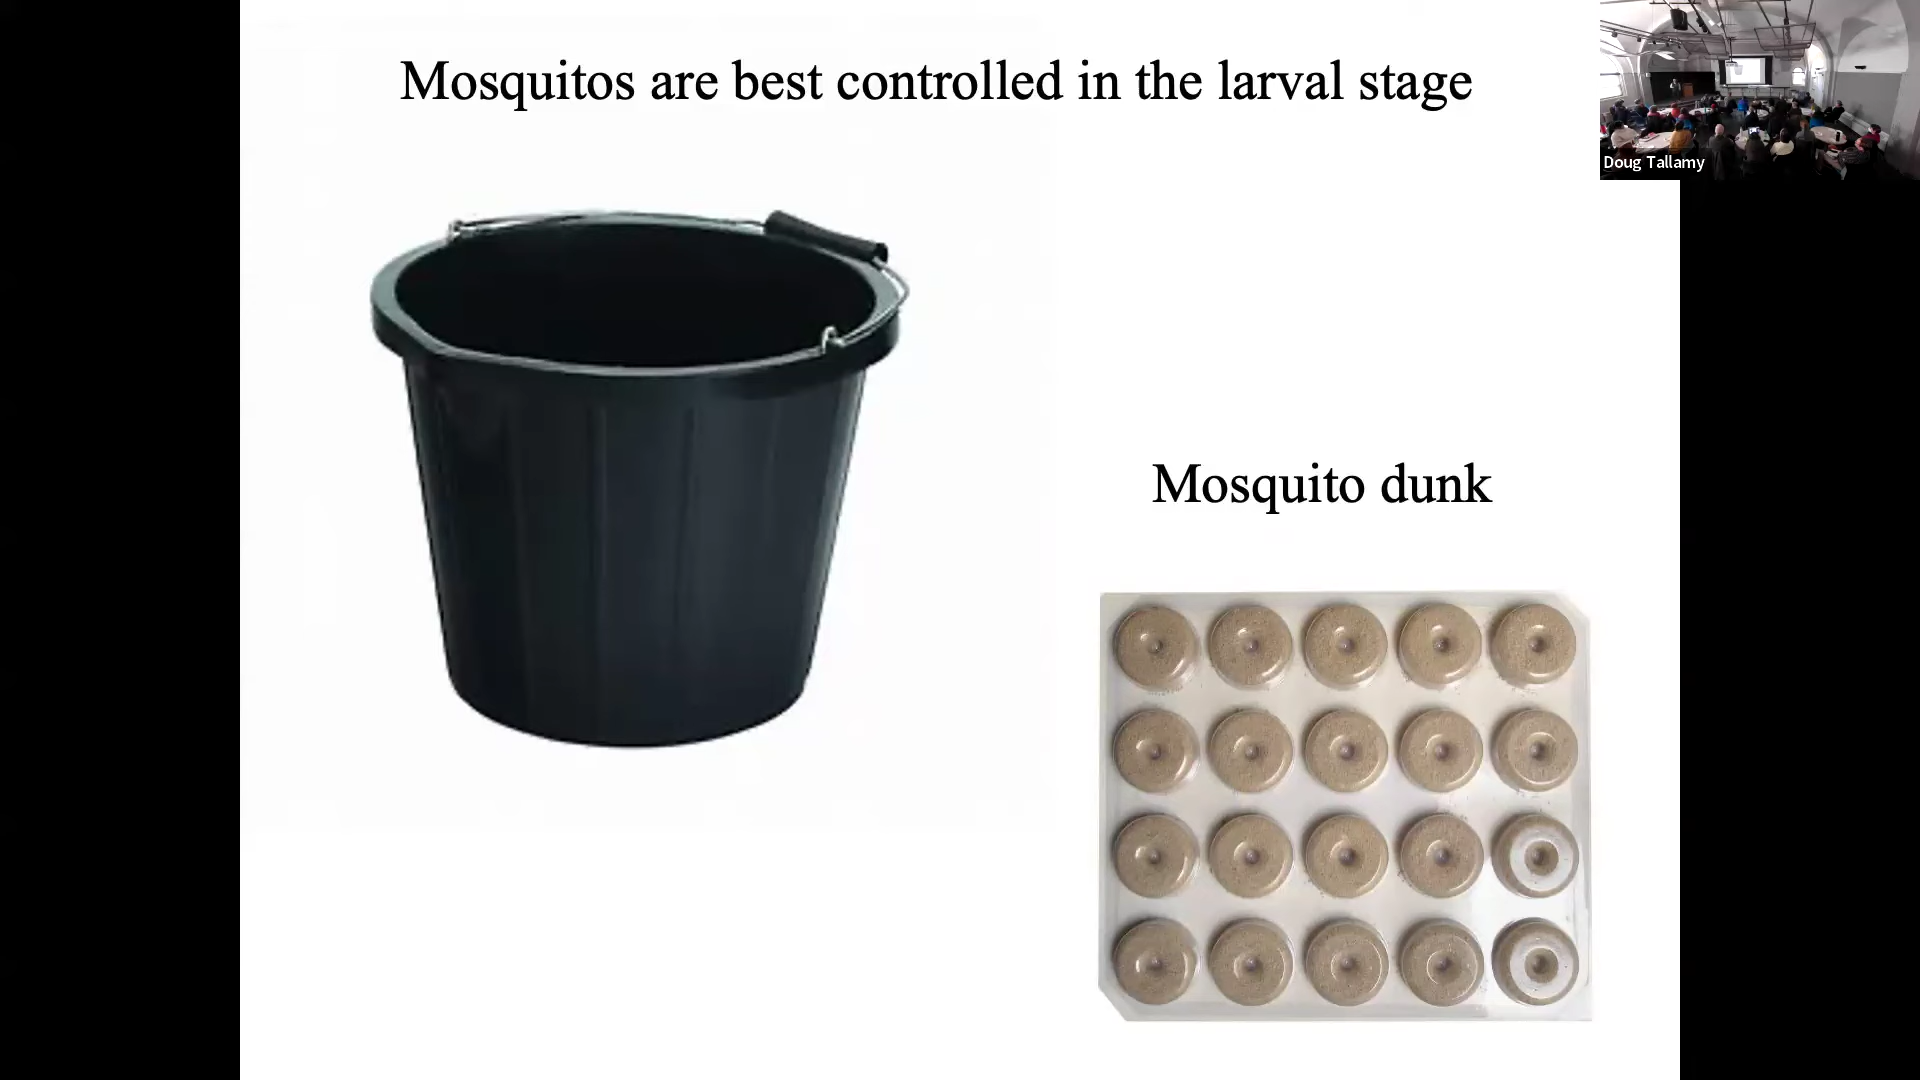 Mosquitos are best controlled in the larval stage
Doug Tallamy
Mosquito dunk